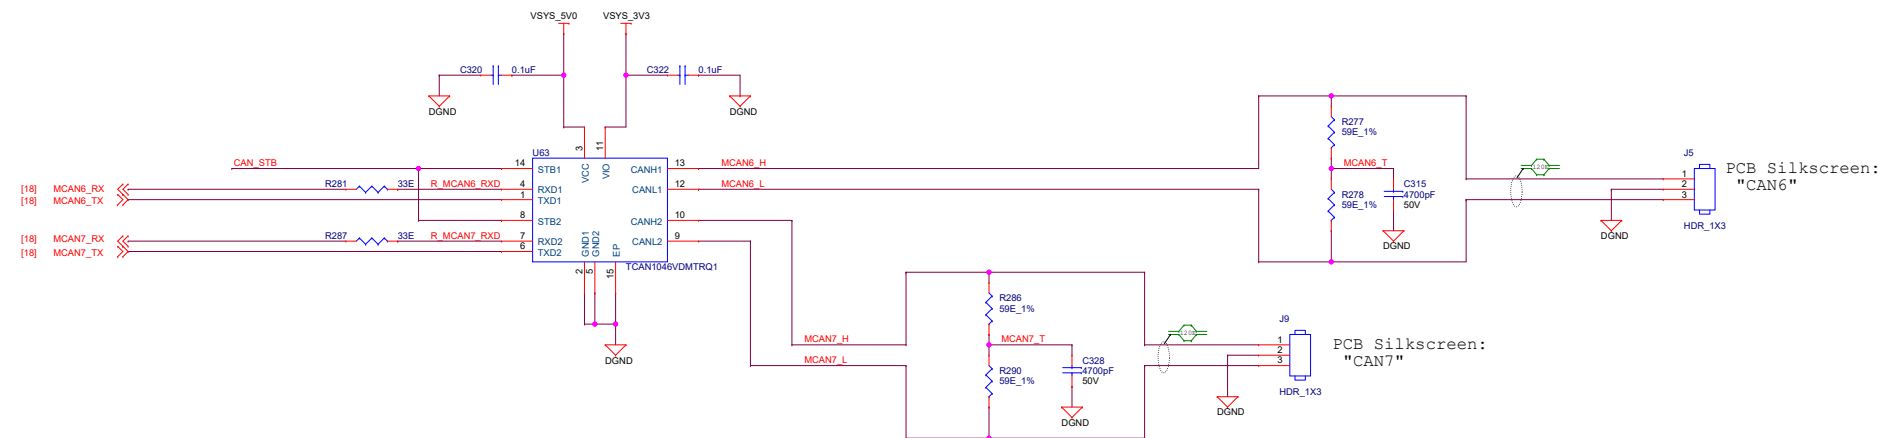 VSYS_5V0 VSYS_3V3
C320 0.1uF C322 0.1uF
DGND DGND
U63
3 11
VCC VIO
CAN_STB 14 STB1 CANH1 13 MCAN6_H
[18] MCAN6_RX R281 33E R_MCAN6_RXD 4 RXD1 CANL1 12 MCAN6_L
[18] MCAN6_TX 1 TXD1
8 STB2 CANH2 10
[18] MCAN7_RX R287 33E R_MCAN7_RXD 7 RXD2 CANL2 9
[18] MCAN7_TX 6 TXD2
GND1 GND2 EP
2 5 15
TCAN1046VDMTRQ1
DGND
R277
59E_1%
MCAN6_T
R278
59E_1%
C315
4700pF
50V
DGND
120E
J5
1
2
3
HDR_1X3
DGND
PCB Silkscreen:
"CAN6"
R286
59E_1%
MCAN7_H MCAN7_T
MCAN7_L
R290
59E_1%
C328
4700pF
50V
DGND
120E
J9
1
2
3
HDR_1X3
DGND
PCB Silkscreen:
"CAN7"